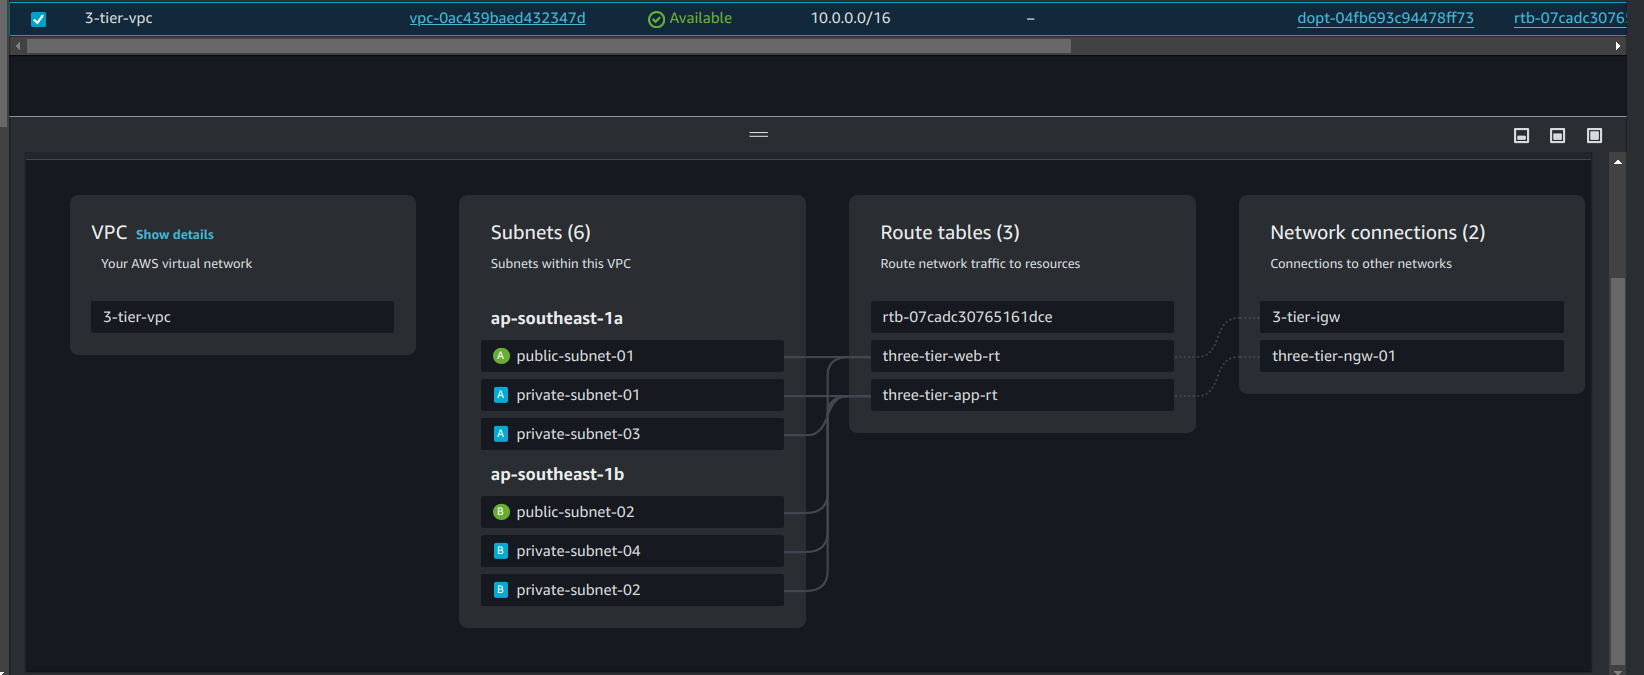 3-tier-vpc vpc-0ac439baed432347d Available 10.0.0.0/16 – dopt-04fb693c94478ff73 rtb-07cadc3076
VPC Show details
Your AWS virtual network
3-tier-vpc
Subnets (6)
Subnets within this VPC
ap-southeast-1a
A public-subnet-01
A private-subnet-01
A private-subnet-03
ap-southeast-1b
B public-subnet-02
B private-subnet-04
B private-subnet-02
Route tables (3)
Route network traffic to resources
rtb-07cadc30765161dce
three-tier-web-rt
three-tier-app-rt
Network connections (2)
Connections to other networks
3-tier-igw
three-tier-ngw-01